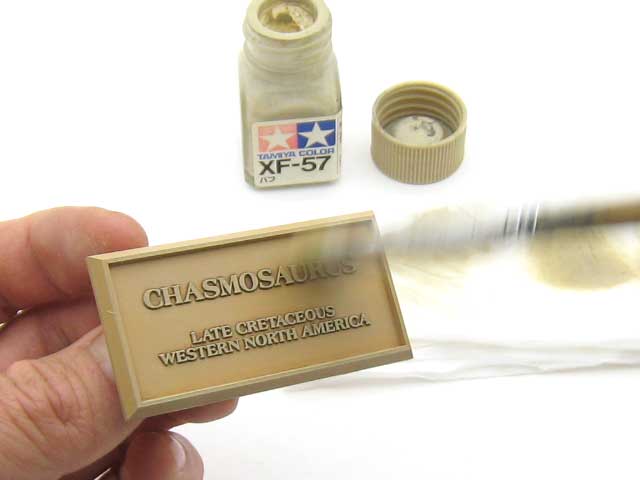 TAMIYA COLOR
XF-57
バフ
CHASMOSAURUS
LATE CRETACEOUS
WESTERN NORTH AMERICA